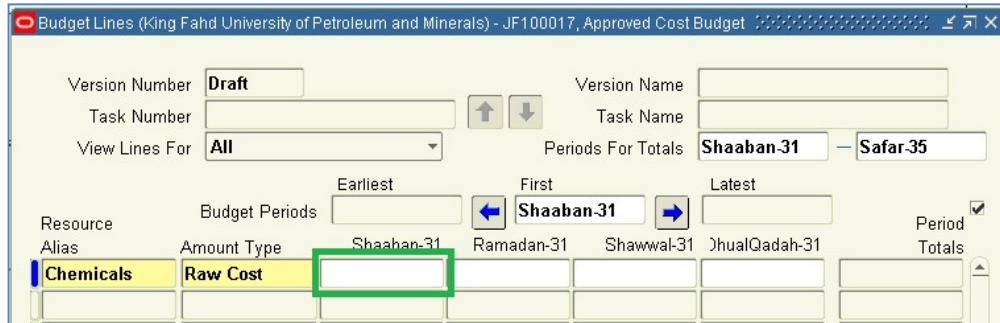 Budget Lines (King Fahd University of Petroleum and Minerals) - JF100017, Approved Cost Budget
Version Number Draft Version Name
Task Number Task Name
View Lines For All Periods For Totals Shaaban-31 – Safar-35
Earliest First Latest
Budget Periods Shaaban-31
Resource Period
Alias Amount Type Shaaban-31 Ramadan-31 Shawwal-31 DhualQadah-31 Totals
Chemicals Raw Cost